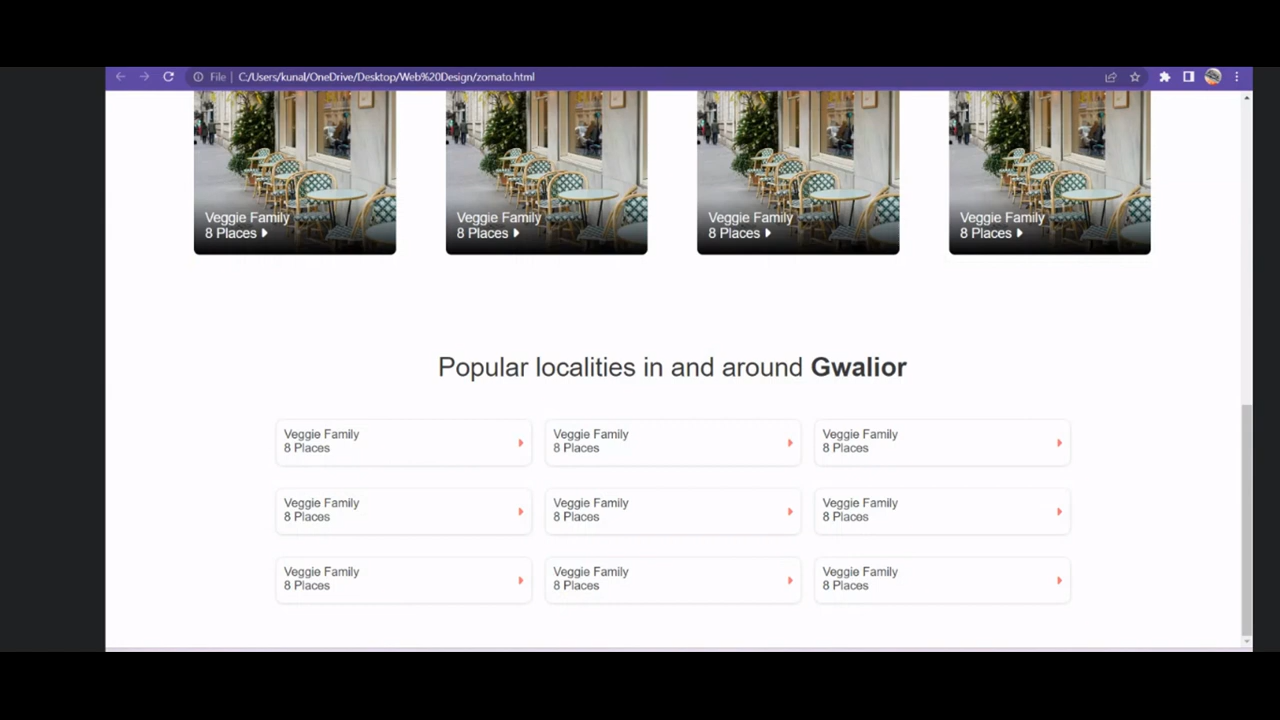 File C:/Users/kunal/OneDrive/Desktop/Web%20Design/zomato.html
Veggie Family
8 Places
Veggie Family
8 Places
Veggie Family
8 Places
Veggie Family
8 Places
Popular localities in and around Gwalior
Veggie Family
8 Places
Veggie Family
8 Places
Veggie Family
8 Places
Veggie Family
8 Places
Veggie Family
8 Places
Veggie Family
8 Places
Veggie Family
8 Places
Veggie Family
8 Places
Veggie Family
8 Places